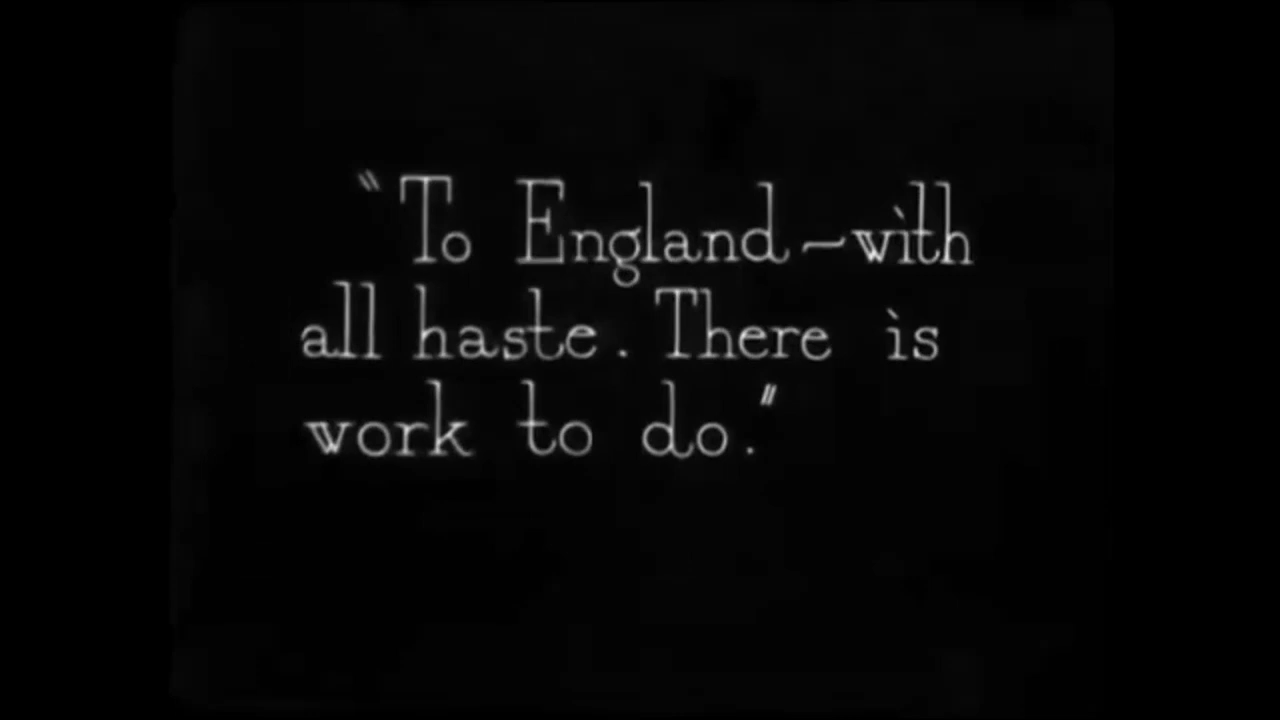 "To England—with
all haste. There is
work to do."